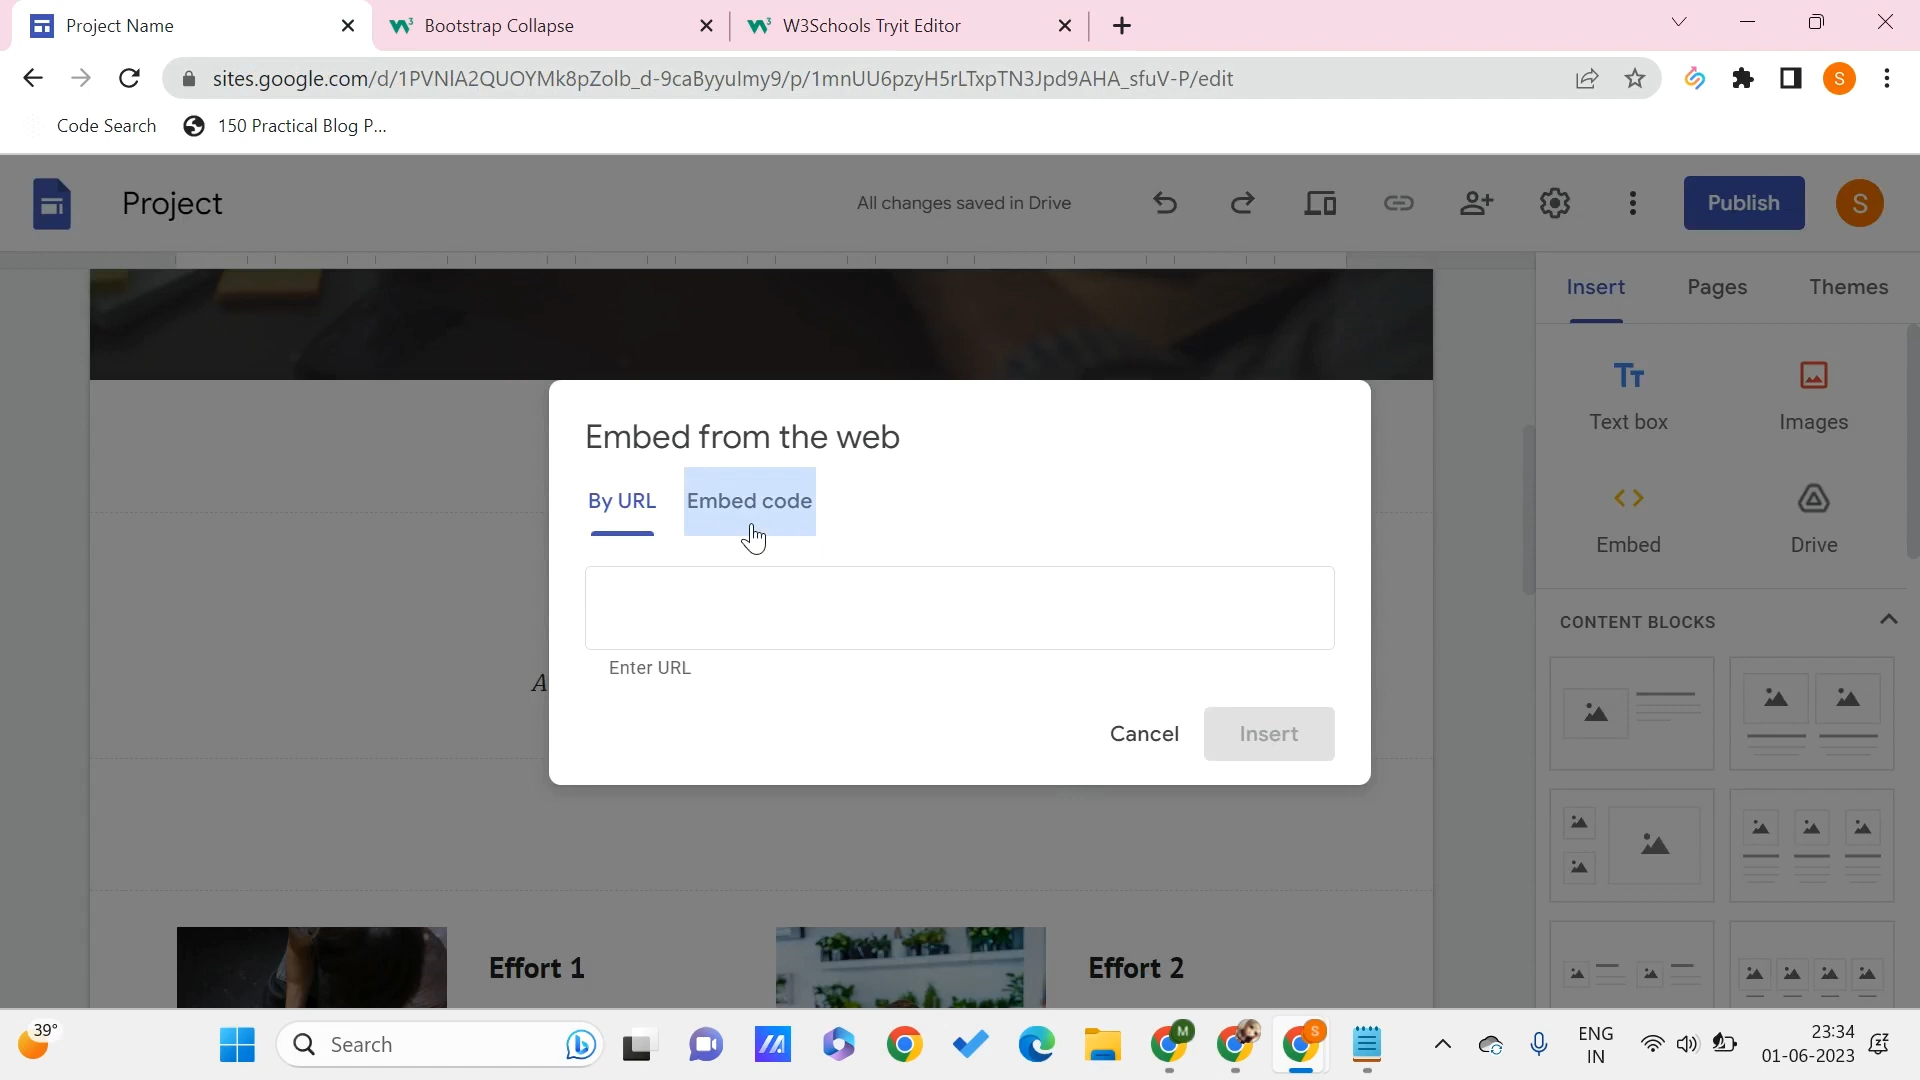 Project Name
Bootstrap Collapse
W3Schools Tryit Editor
sites.google.com/d/1PVNlA2QUOYMk8pZolb_d-9caByyulmy9/p/1mnUU6pzyH5rLTxpTN3Jpd9AHA_sfuV-P/edit
S
Code Search
150 Practical Blog P...
Project
All changes saved in Drive
Publish
S
Insert
Pages
Themes
Text box
Images
Embed
Drive
CONTENT BLOCKS
Embed from the web
By URL
Embed code
Enter URL
Cancel
Insert
A
Effort 1
Effort 2
39°
Search
M
S
ENG
IN
23:34
01-06-2023